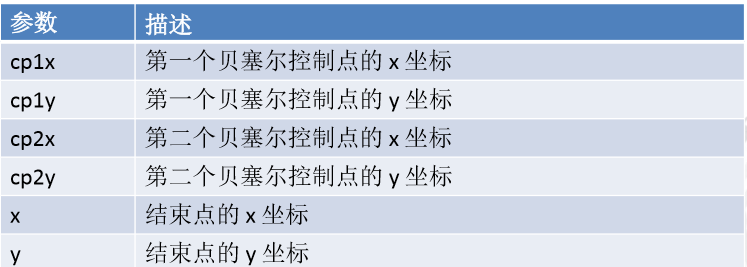 参数 描述
cp1x 第一个贝塞尔控制点的 x 坐标
cp1y 第一个贝塞尔控制点的 y 坐标
cp2x 第二个贝塞尔控制点的 x 坐标
cp2y 第二个贝塞尔控制点的 y 坐标
x 结束点的 x 坐标
y 结束点的 y 坐标